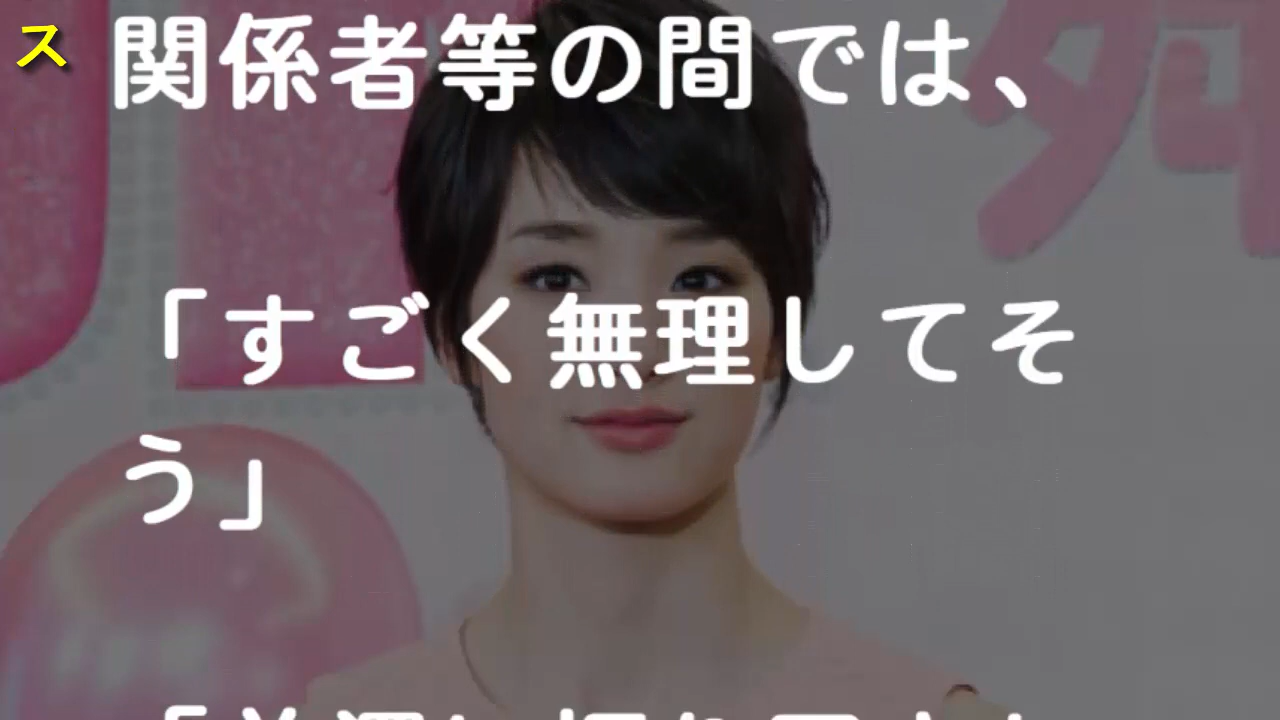 ス
関係者等の間では、
「すごく無理してそ
う」